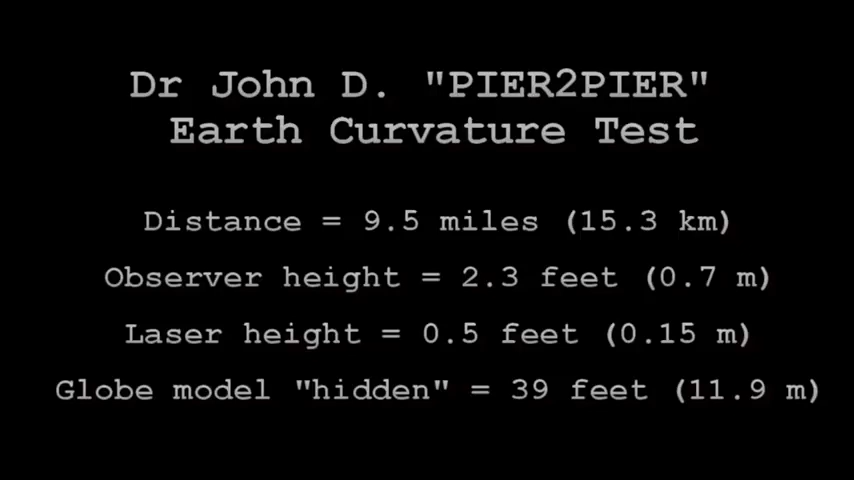 Dr John D. "PIER2PIER"
Earth Curvature Test
Distance = 9.5 miles (15.3 km)
Observer height = 2.3 feet (0.7 m)
Laser height = 0.5 feet (0.15 m)
Globe model "hidden" = 39 feet (11.9 m)